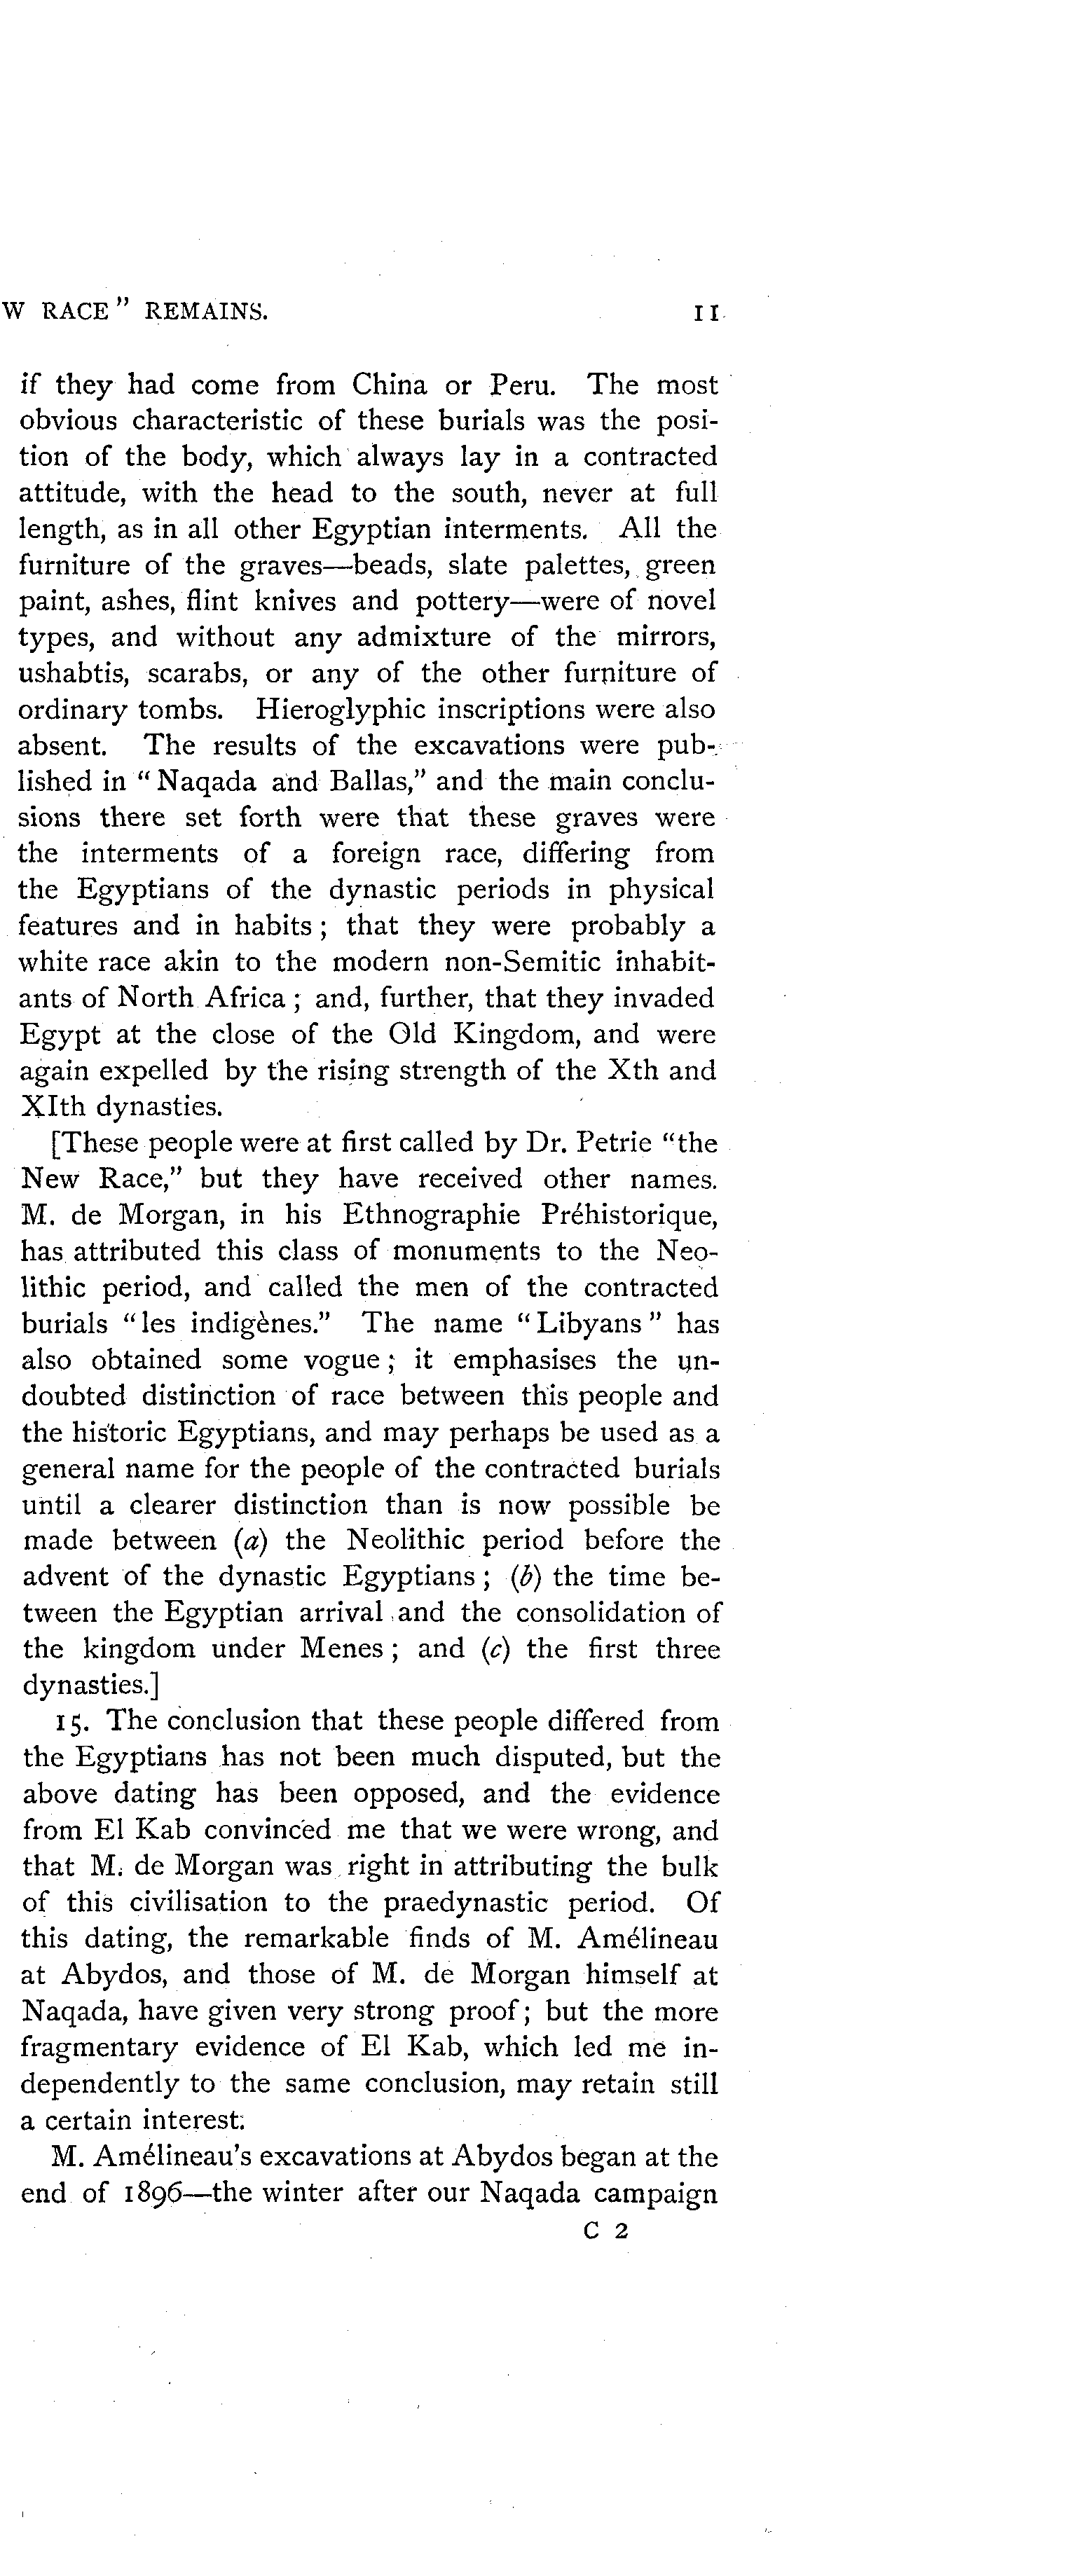 W RACE" REMAINS. 11
if they had come from China or Peru. The most
obvious characteristic of these burials was the posi-
tion of the body, which always lay in a contracted
attitude, with the head to the south, never at full
length, as in all other Egyptian interments. All the
furniture of the graves—beads, slate palettes, green
paint, ashes, flint knives and pottery—were of novel
types, and without any admixture of the mirrors,
ushabtis, scarabs, or any of the other furniture of
ordinary tombs. Hieroglyphic inscriptions were also
absent. The results of the excavations were pub-
lished in "Naqada and Ballas," and the main conclu-
sions there set forth were that these graves were
the interments of a foreign race, differing from
the Egyptians of the dynastic periods in physical
features and in habits; that they were probably a
white race akin to the modern non-Semitic inhabit-
ants of North Africa; and, further, that they invaded
Egypt at the close of the Old Kingdom, and were
again expelled by the rising strength of the Xth and
XIth dynasties.
[These people were at first called by Dr. Petrie "the
New Race," but they have received other names.
M. de Morgan, in his Ethnographie Préhistorique,
has attributed this class of monuments to the Neo-
lithic period, and called the men of the contracted
burials "les indigènes." The name "Libyans" has
also obtained some vogue; it emphasises the un-
doubted distinction of race between this people and
the historic Egyptians, and may perhaps be used as a
general name for the people of the contracted burials
until a clearer distinction than is now possible be
made between (a) the Neolithic period before the
advent of the dynastic Egyptians; (b) the time be-
tween the Egyptian arrival and the consolidation of
the kingdom under Menes; and (c) the first three
dynasties.]
15. The conclusion that these people differed from
the Egyptians has not been much disputed, but the
above dating has been opposed, and the evidence
from El Kab convinced me that we were wrong, and
that M. de Morgan was right in attributing the bulk
of this civilisation to the praedynastic period. Of
this dating, the remarkable finds of M. Amélineau
at Abydos, and those of M. de Morgan himself at
Naqada, have given very strong proof; but the more
fragmentary evidence of El Kab, which led me in-
dependently to the same conclusion, may retain still
a certain interest.
M. Amélineau's excavations at Abydos began at the
end of 1896—the winter after our Naqada campaign
C 2